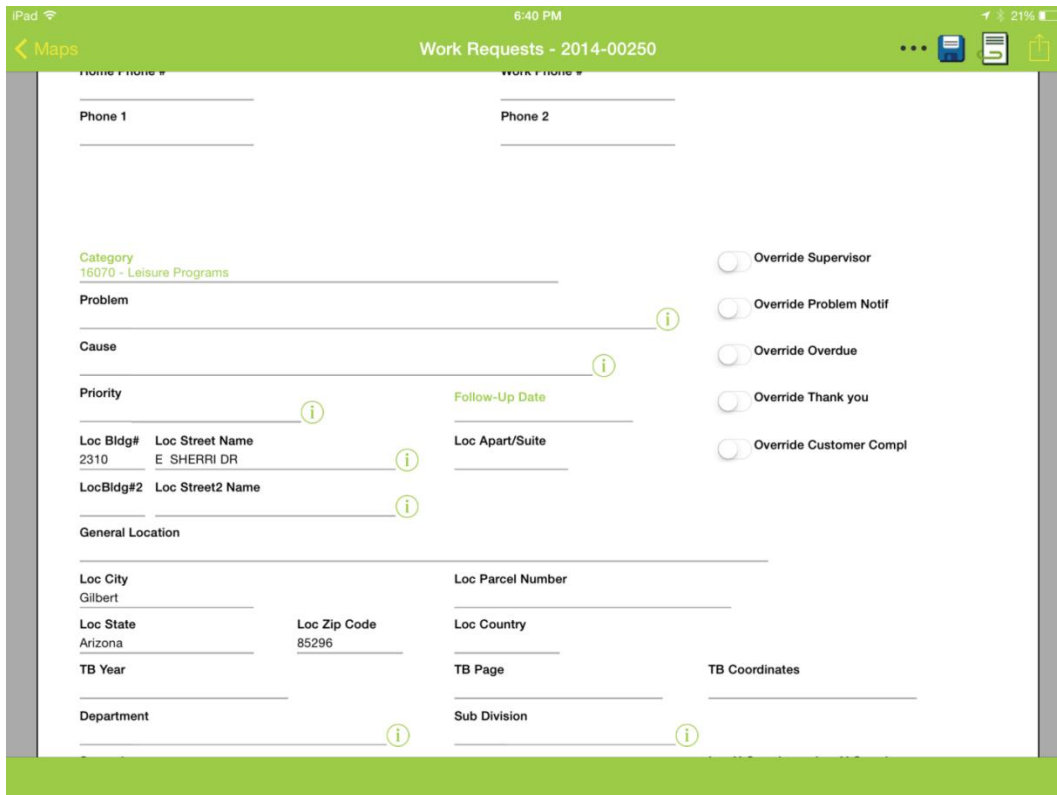 iPad 6:40 PM 21%
Maps Work Requests - 2014-00250
Home Phone # Work Phone #
Phone 1 Phone 2
Category Override Supervisor
16070 - Leisure Programs
Problem Override Problem Notif
Cause Override Overdue
Priority Follow-Up Date Override Thank you
Loc Bldg# Loc Street Name Loc Apart/Suite Override Customer Compl
2310 E SHERRI DR
LocBldg#2 Loc Street2 Name
General Location
Loc City Loc Parcel Number
Gilbert
Loc State Loc Zip Code Loc Country
Arizona 85296
TB Year TB Page TB Coordinates
Department Sub Division